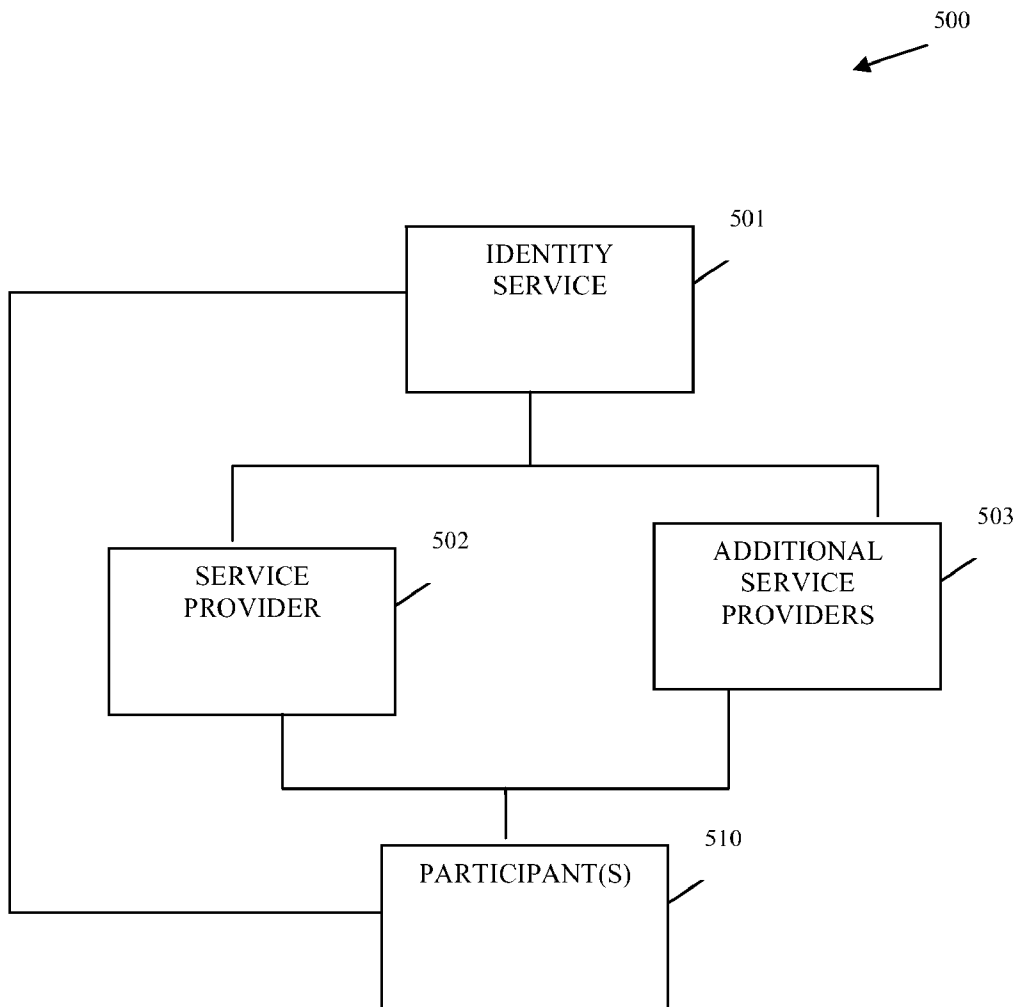 500
501
IDENTITY
SERVICE
502
SERVICE
PROVIDER
503
ADDITIONAL
SERVICE
PROVIDERS
510
PARTICIPANT(S)